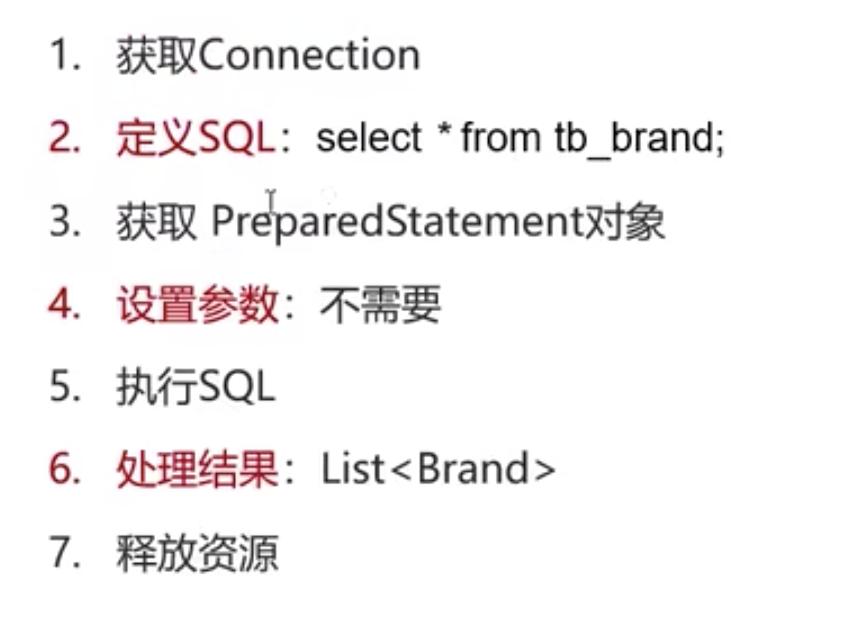 1. 获取Connection
2. 定义SQL：select * from tb_brand;
3. 获取 PreparedStatement对象
4. 设置参数：不需要
5. 执行SQL
6. 处理结果：List<Brand>
7. 释放资源